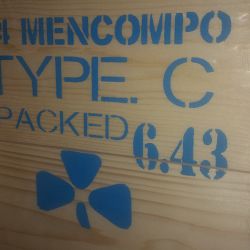 MENCOMPO
TYPE. C
PACKED 6.43